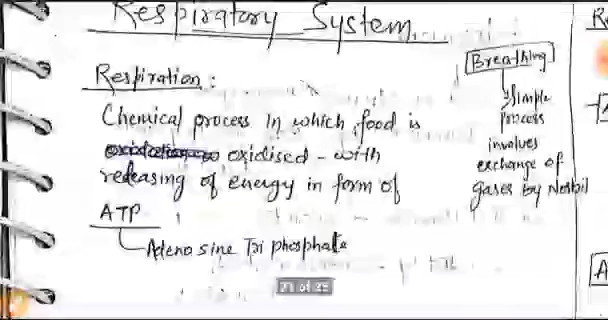 Respiratory System
Respiration :
Chemical process in which food is
oxidised - with
releasing of energy in form of
ATP
Adenosine Tri phosphate
Breathing
simple
process
involves
exchange of
gases by Nostril
21 of 25